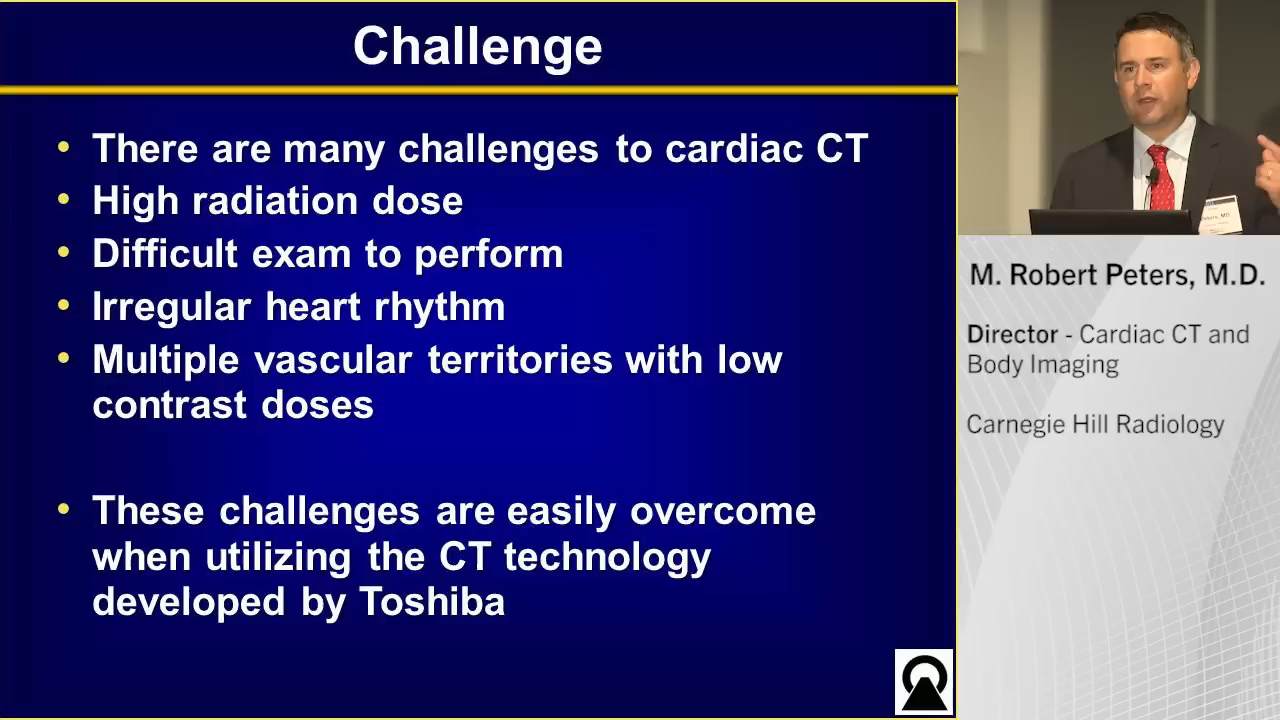 Challenge
• There are many challenges to cardiac CT
• High radiation dose
• Difficult exam to perform
• Irregular heart rhythm
• Multiple vascular territories with low
contrast doses
• These challenges are easily overcome
when utilizing the CT technology
developed by Toshiba
Peters, MD
M. Robert Peters, M.D.
Director - Cardiac CT and
Body Imaging
Carnegie Hill Radiology